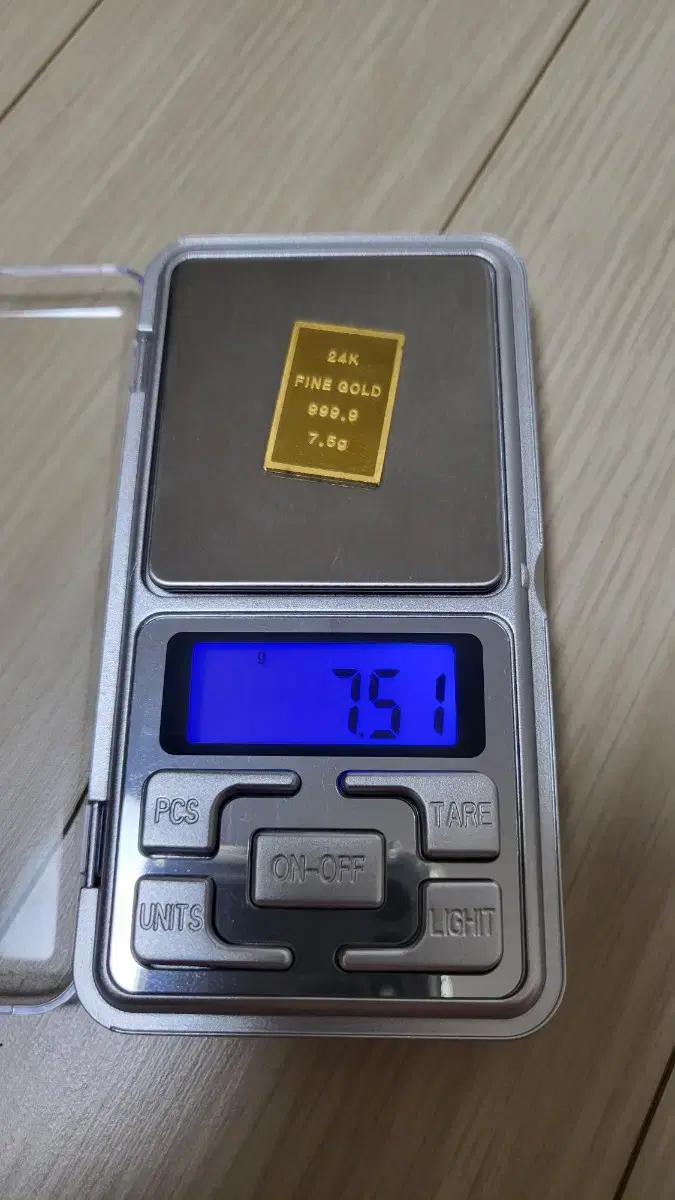 24K
FINE GOLD
999.9
7.5g
g
7.51
PCS
TARE
ON-OFF
UNITS
LIGHT